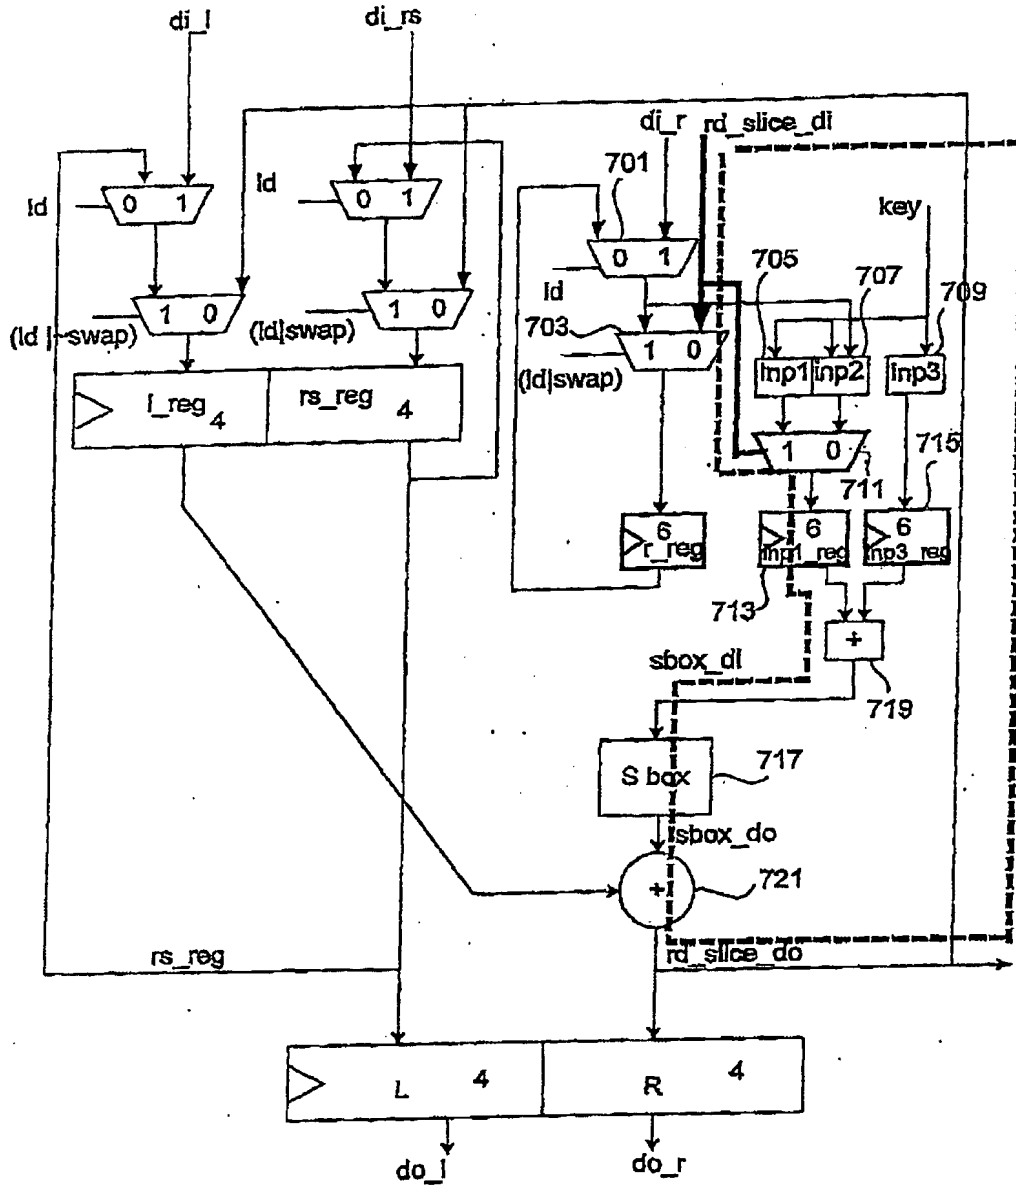 di_l
di_rs
di_r
rd_slice_di
701
ld
0 1
ld
0 1
key
0 1
705
707
709
ld
1 0
1 0
703
1 0
(ld | ~swap)
(ld|swap)
(ld|swap)
inp1
inp2
inp3
l_reg
4
rs_reg
4
1 0
711
715
6
r_reg
6
inp1_reg
6
inp3_reg
713
+
sbox_di
719
S box
717
sbox_do
+
721
rs_reg
rd_slice_do
L
4
R
4
do_l
do_r